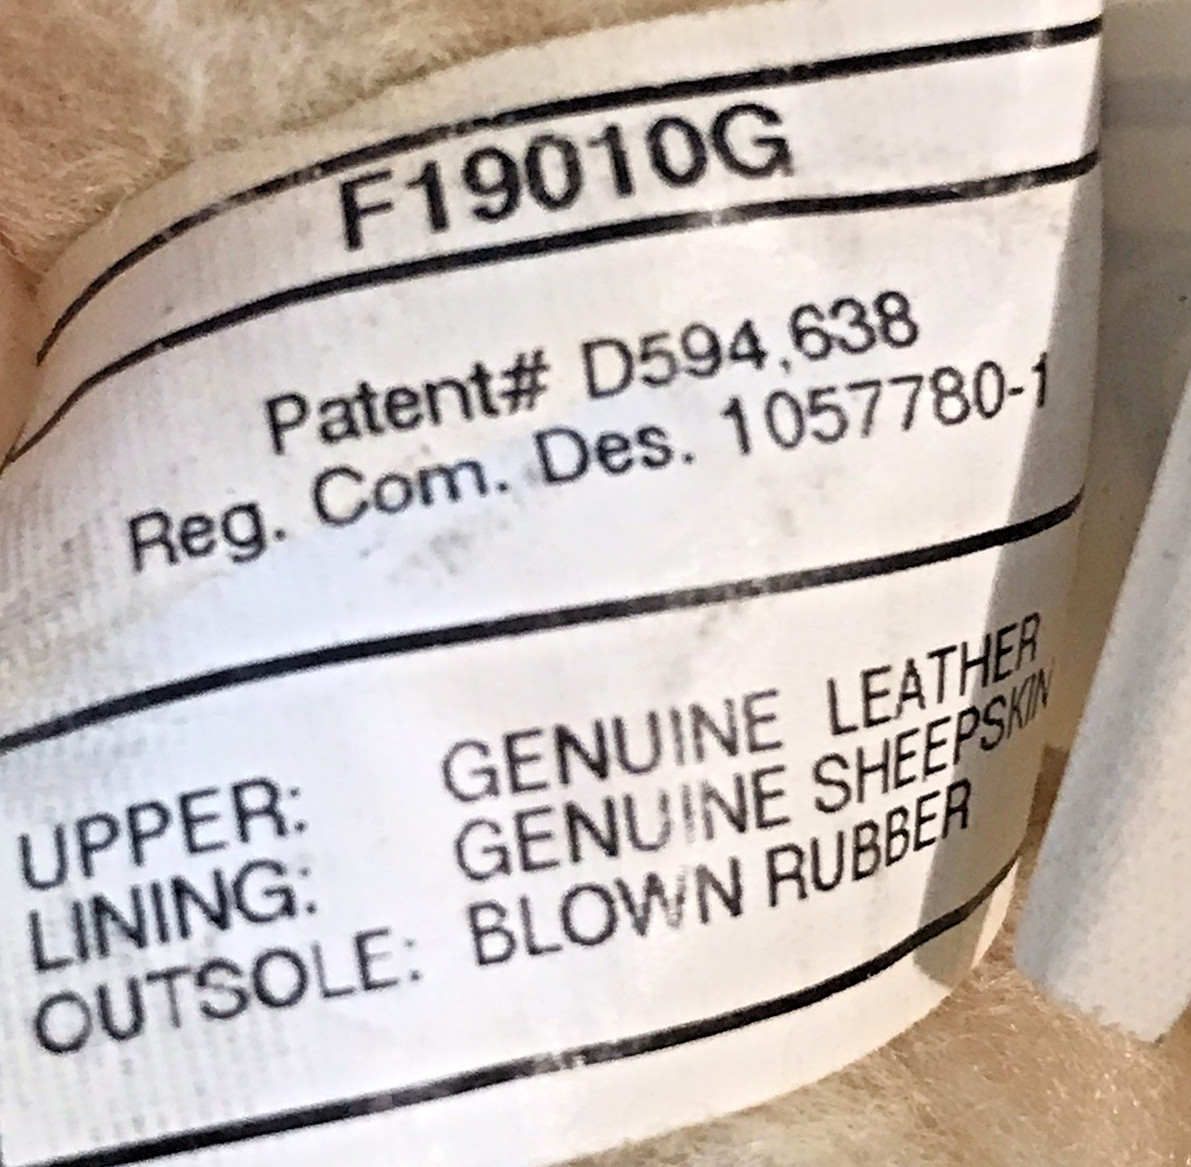 F19010G
Patent# D594,638
Reg. Com. Des. 1057780-1
UPPER: GENUINE LEATHER
LINING: GENUINE SHEEPSKIN
OUTSOLE: BLOWN RUBBER